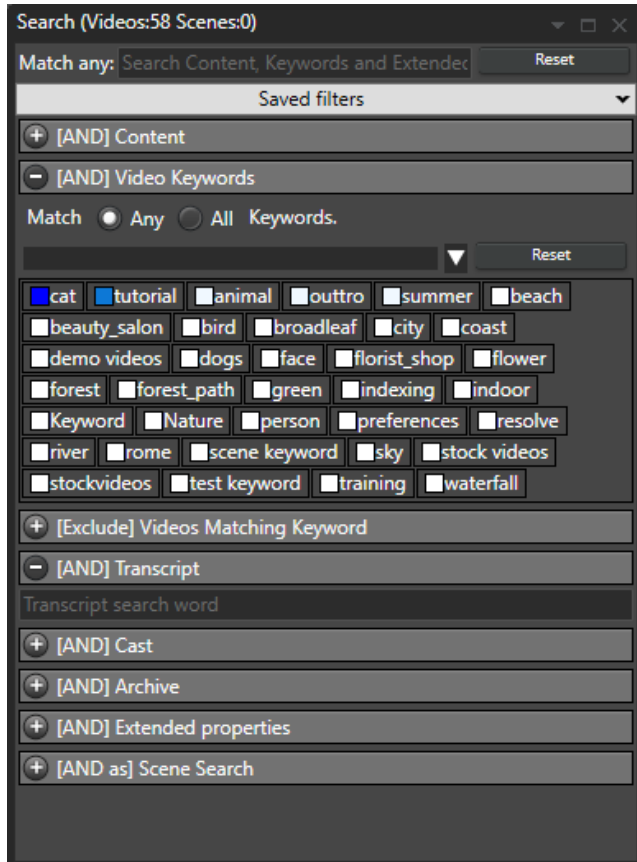 Search (Videos:58 Scenes:0)
Match any: Search Content, Keywords and Extended Reset
Saved filters
[AND] Content
[AND] Video Keywords
Match Any All Keywords.
Reset
cat tutorial animal outtro summer beach
beauty_salon bird broadleaf city coast
demo videos dogs face florist_shop flower
forest forest_path green indexing indoor
Keyword Nature person preferences resolve
river rome scene keyword sky stock videos
stockvideos test keyword training waterfall
[Exclude] Videos Matching Keyword
[AND] Transcript
Transcript search word
[AND] Cast
[AND] Archive
[AND] Extended properties
[AND as] Scene Search